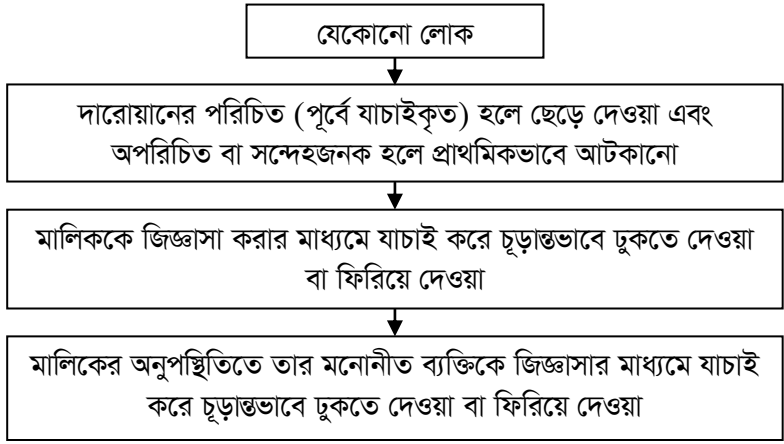 যেকোনো লোক
দারোয়ানের পরিচিত (পূর্বে যাচাইকৃত) হলে ছেড়ে দেওয়া এবং
অপরিচিত বা সন্দেহজনক হলে প্রাথমিকভাবে আটকানো
মালিককে জিজ্ঞাসা করার মাধ্যমে যাচাই করে চূড়ান্তভাবে ঢুকতে দেওয়া
বা ফিরিয়ে দেওয়া
মালিকের অনুপস্থিতিতে তার মনোনীত ব্যক্তিকে জিজ্ঞাসার মাধ্যমে যাচাই
করে চূড়ান্তভাবে ঢুকতে দেওয়া বা ফিরিয়ে দেওয়া